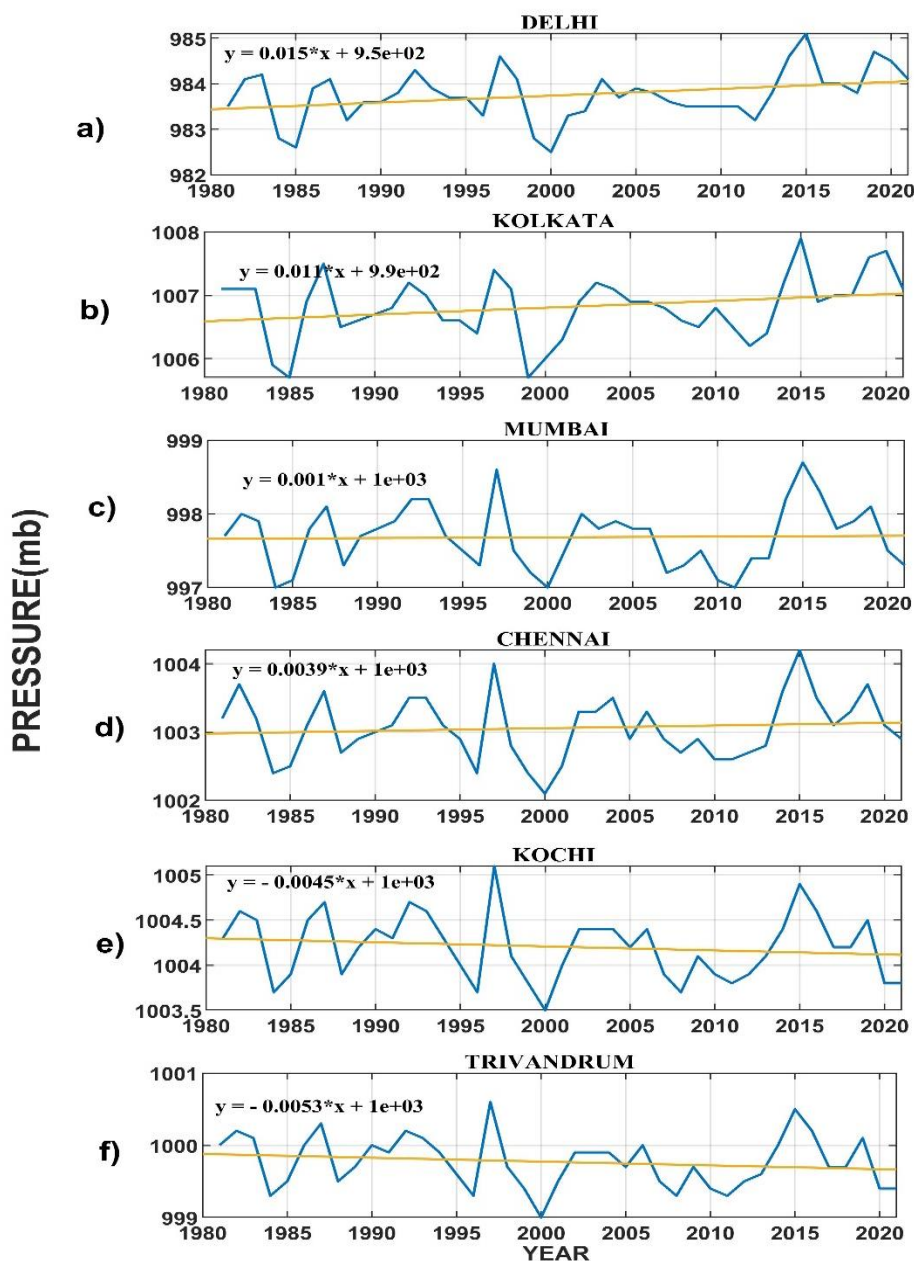 PRESSURE(mb)
DELHI
y = 0.015*x + 9.5e+02
a)
985
984
983
982
1980 1985 1990 1995 2000 2005 2010 2015 2020
KOLKATA
y = 0.011*x + 9.9e+02
b)
1008
1007
1006
1980 1985 1990 1995 2000 2005 2010 2015 2020
MUMBAI
y = 0.001*x + 1e+03
c)
999
998
997
1980 1985 1990 1995 2000 2005 2010 2015 2020
CHENNAI
y = 0.0039*x + 1e+03
d)
1004
1003
1002
1980 1985 1990 1995 2000 2005 2010 2015 2020
KOCHI
y = - 0.0045*x + 1e+03
e)
1005
1004.5
1004
1003.5
1980 1985 1990 1995 2000 2005 2010 2015 2020
TRIVANDRUM
y = - 0.0053*x + 1e+03
f)
1001
1000
999
1980 1985 1990 1995 2000 2005 2010 2015 2020
YEAR